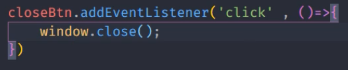 closeBtn.addEventListener('click' , ()=>{
    window.close();
})